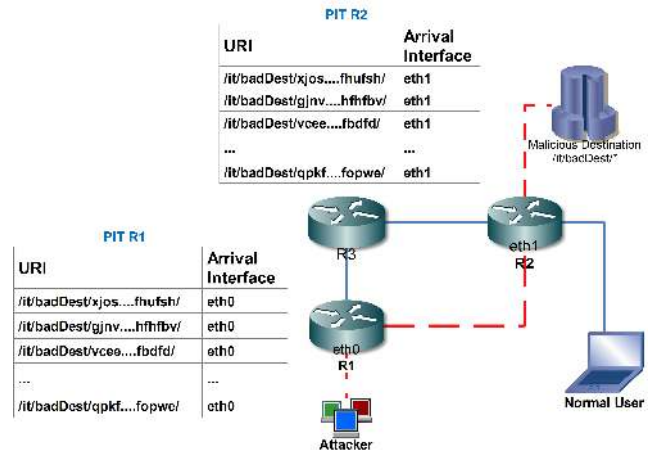 PIT R2
URI Arrival Interface
/it/badDest/xjos....fhufsh/ eth1
/it/badDest/gjnv....hfhfbv/ eth1
/it/badDest/vcee....fbdfd/ eth1
... ...
/it/badDest/qpkf....fopwe/ eth1
Malicious Destination
/it/badDest/*
R3
eth1
R2
PIT R1
URI Arrival Interface
/it/badDest/xjos....fhufsh/ eth0
/it/badDest/gjnv....hfhfbv/ eth0
/it/badDest/vcee....fbdfd/ eth0
... ...
/it/badDest/qpkf....fopwe/ eth0
eth0
R1
Normal User
Attacker